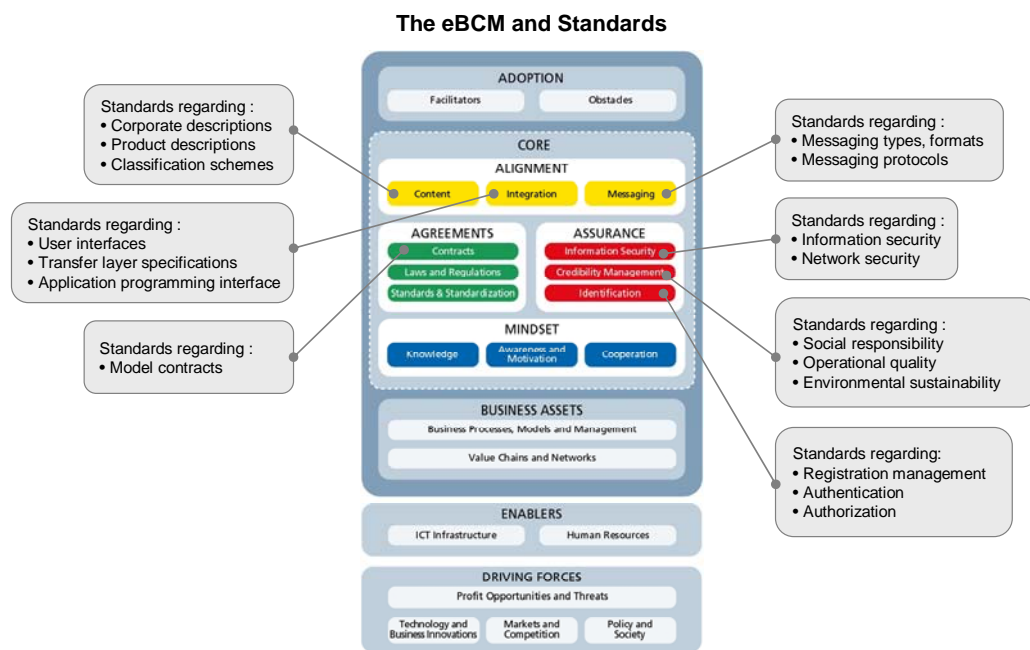 The eBCM and Standards
ADOPTION
Facilitators
Obstades
Standards regarding :
• Corporate descriptions
• Product descriptions
• Classification schemes
Standards regarding :
• Messaging types, formats
• Messaging protocols
CORE
ALIGNMENT
Content
Integration
Messaging
Standards regarding :
• User interfaces
• Transfer layer specifications
• Application programming interface
AGREEMENTS
Contracts
Laws and Regulations
Standards & Standardization
ASSURANCE
Information Security
Credibility Management
Identification
Standards regarding :
• Information security
• Network security
Standards regarding :
• Model contracts
MINDSET
Knowledge
Awareness and
Motivation
Cooperation
Standards regarding :
• Social responsibility
• Operational quality
• Environmental sustainability
BUSINESS ASSETS
Business Processes, Models and Management
Value Chains and Networks
Standards regarding:
• Registration management
• Authentication
• Authorization
ENABLERS
ICT Infrastructure
Human Resources
DRIVING FORCES
Profit Opportunities and Threats
Technology and
Business Innovations
Markets and
Competition
Policy and
Society